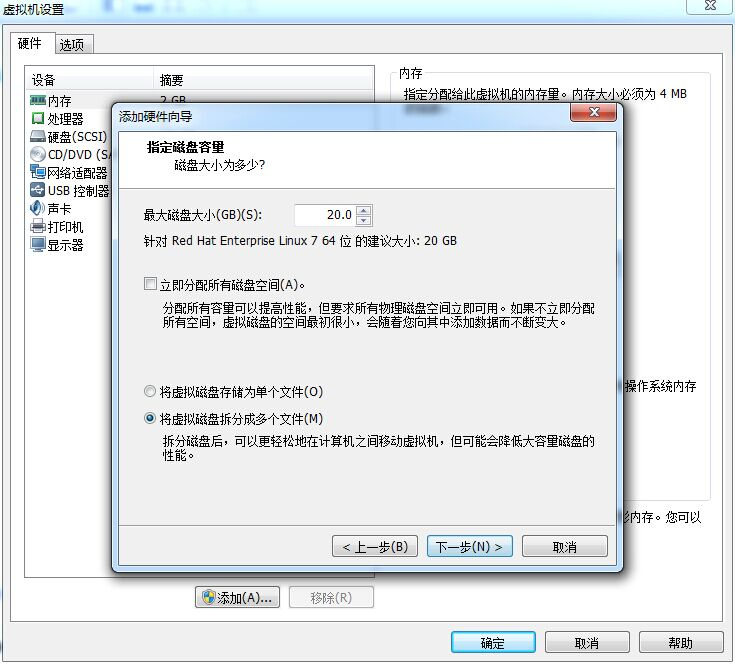 虚拟机设置
硬件
选项
设备
摘要
内存
2 GB
处理器
硬盘(SCSI)
CD/DVD (SA
网络适配器
USB 控制器
声卡
打印机
显示器
内存
指定分配给此虚拟机的内存量。内存大小必须为 4 MB
添加硬件向导
指定磁盘容量
磁盘大小为多少?
最大磁盘大小(GB)(S):
20.0
针对 Red Hat Enterprise Linux 7 64 位 的建议大小: 20 GB
立即分配所有磁盘空间(A)。
分配所有容量可以提高性能，但要求所有物理磁盘空间立即可用。如果不立即分配
所有空间，虚拟磁盘的空间最初很小，会随着您向其中添加数据而不断变大。
将虚拟磁盘存储为单个文件(O)
将虚拟磁盘拆分成多个文件(M)
拆分磁盘后，可以更轻松地在计算机之间移动虚拟机，但可能会降低大容量磁盘的
性能。
操作系统内存
内存。您可以
< 上一步(B)
下一步(N) >
取消
添加(A)...
移除(R)
确定
取消
帮助